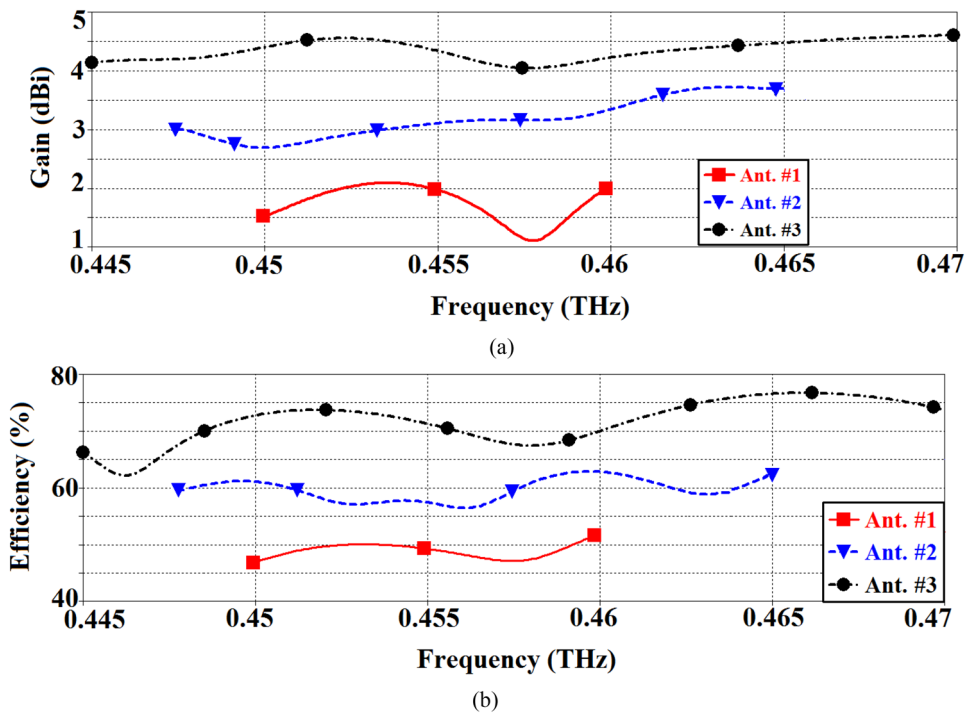 5
4
3
2
1
Gain (dBi)
Ant. #1
Ant. #2
Ant. #3
0.445 0.45 0.455 0.46 0.465 0.47
Frequency (THz)
(a)
80
60
40
Efficiency (%)
Ant. #1
Ant. #2
Ant. #3
0.445 0.45 0.455 0.46 0.465 0.47
Frequency (THz)
(b)